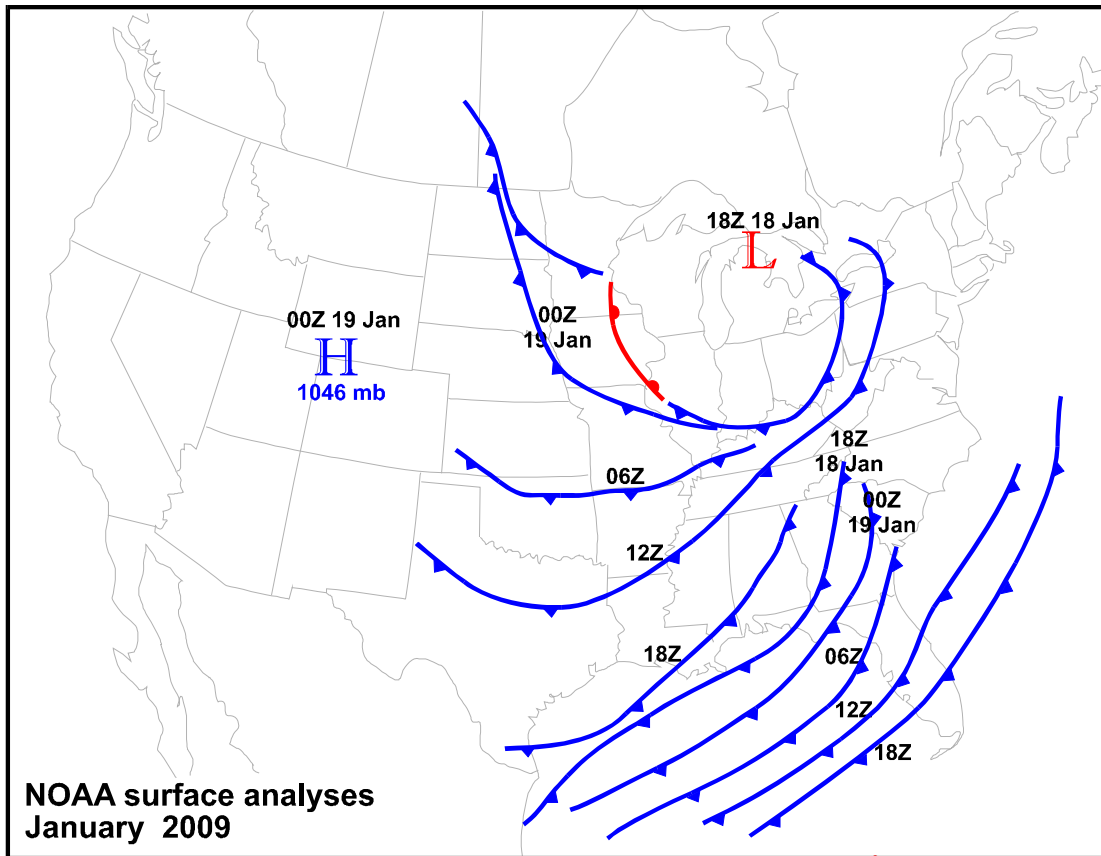 18Z 18 Jan
L
00Z 19 Jan
H
1046 mb
00Z
19 Jan
18Z
18 Jan
06Z
00Z
19 Jan
12Z
18Z
06Z
12Z
18Z
NOAA surface analyses
January 2009